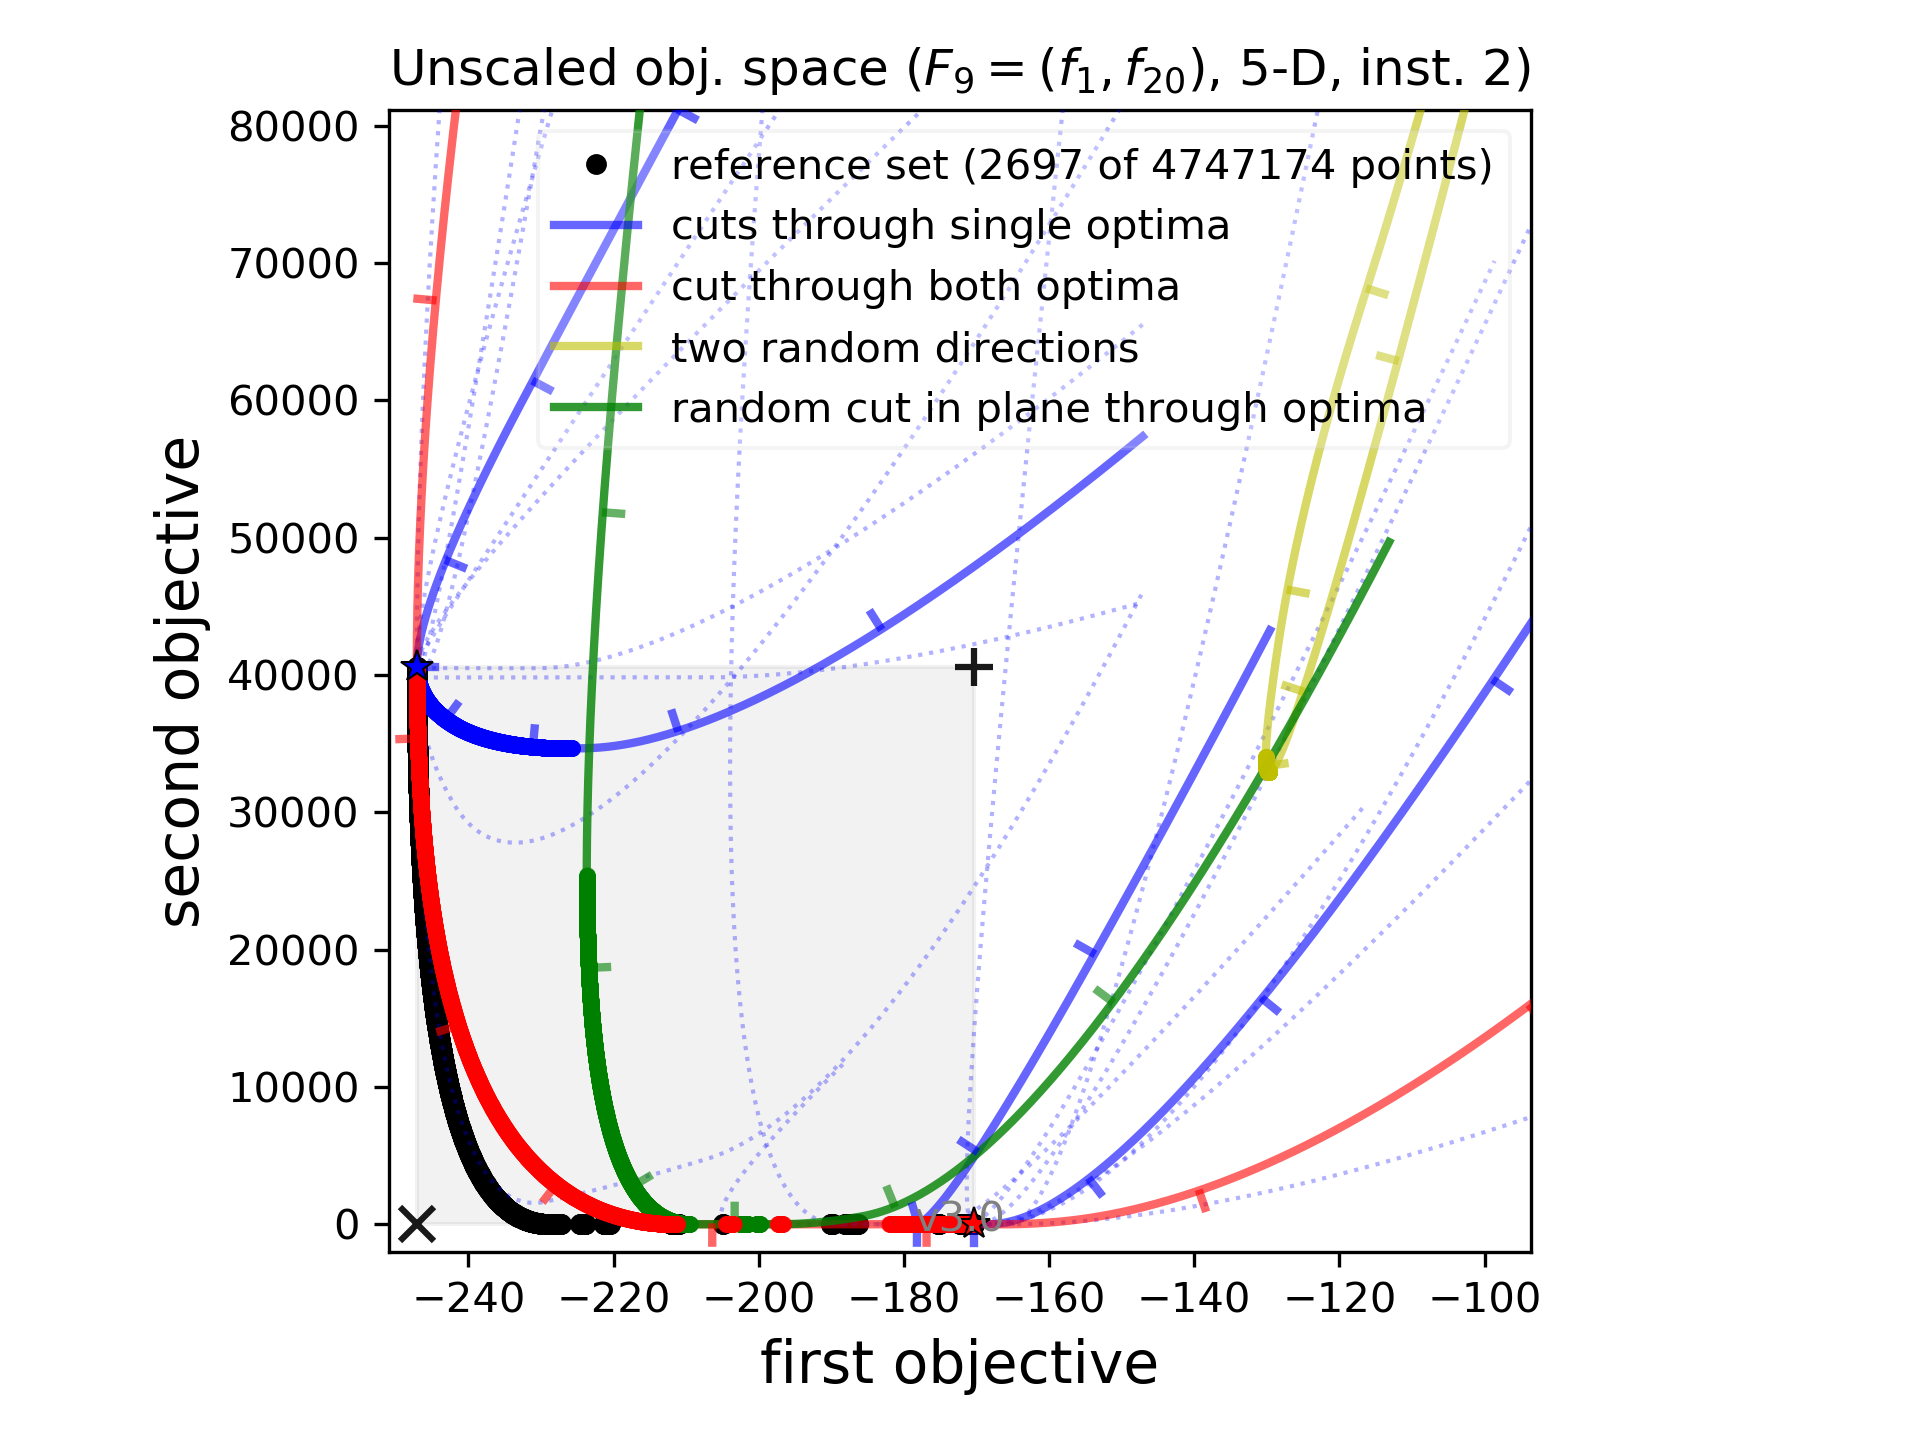 Unscaled obj. space (F₉ = (f₁, f₂₀), 5-D, inst. 2)
reference set (2697 of 4747174 points)
cuts through single optima
cut through both optima
two random directions
random cut in plane through optima
80000
70000
60000
50000
40000
30000
20000
10000
0
second objective
v3.0
−240
−220
−200
−180
−160
−140
−120
−100
first objective